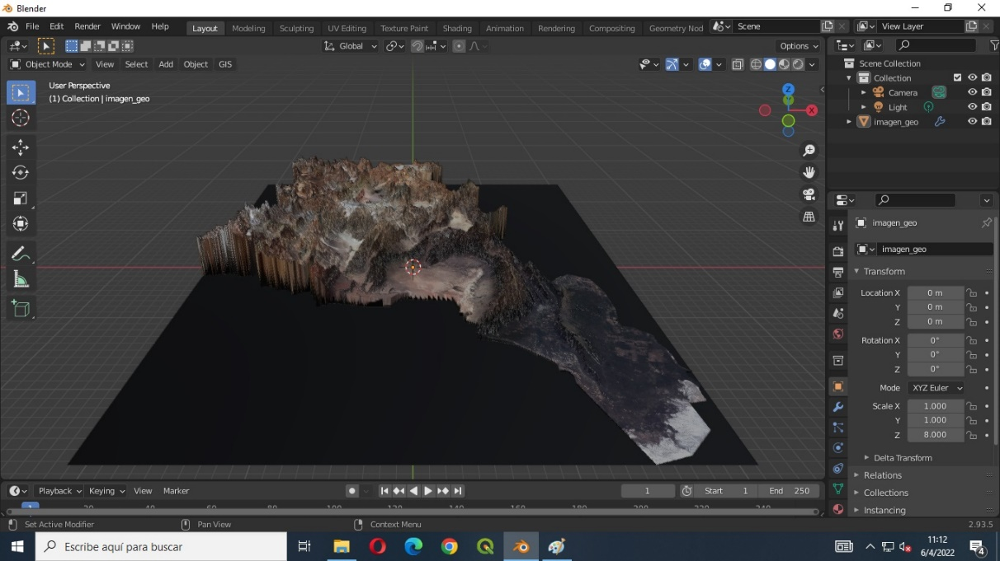 Blender
File Edit Render Window Help Layout Modeling Sculpting UV Editing Texture Paint Shading Animation Rendering Compositing Geometry Nod Scene View Layer
Global Options
Object Mode View Select Add Object GIS
User Perspective
(1) Collection | imagen_geo
Z
Y
X
Scene Collection
Collection
Camera
Light
imagen_geo
imagen_geo
imagen_geo
Transform
Location X 0 m
Y 0 m
Z 0 m
Rotation X 0°
Y 0°
Z 0°
Mode XYZ Euler
Scale X 1.000
Y 1.000
Z 8.000
Delta Transform
Relations
Collections
Instancing
Playback Keying View Marker 1 Start 1 End 250
1 20 40 60 80 100 120 140 160 180 200 220 240
Set Active Modifier Pan View Context Menu 2.93.5
Escribe aquí para buscar
11:12
6/4/2022
4